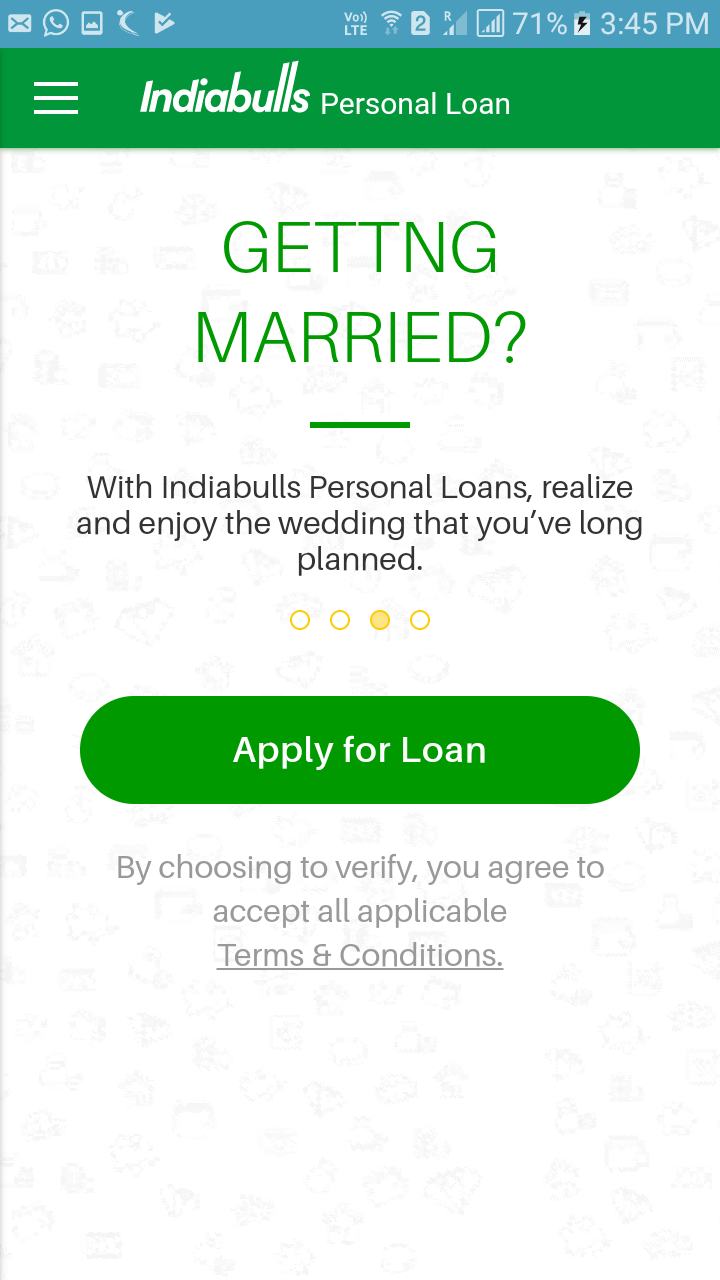 Vo)) LTE 2 R 71% 3:45 PM
Indiabulls Personal Loan
GETTNG
MARRIED?
With Indiabulls Personal Loans, realize
and enjoy the wedding that you’ve long
planned.
Apply for Loan
By choosing to verify, you agree to
accept all applicable
Terms & Conditions.